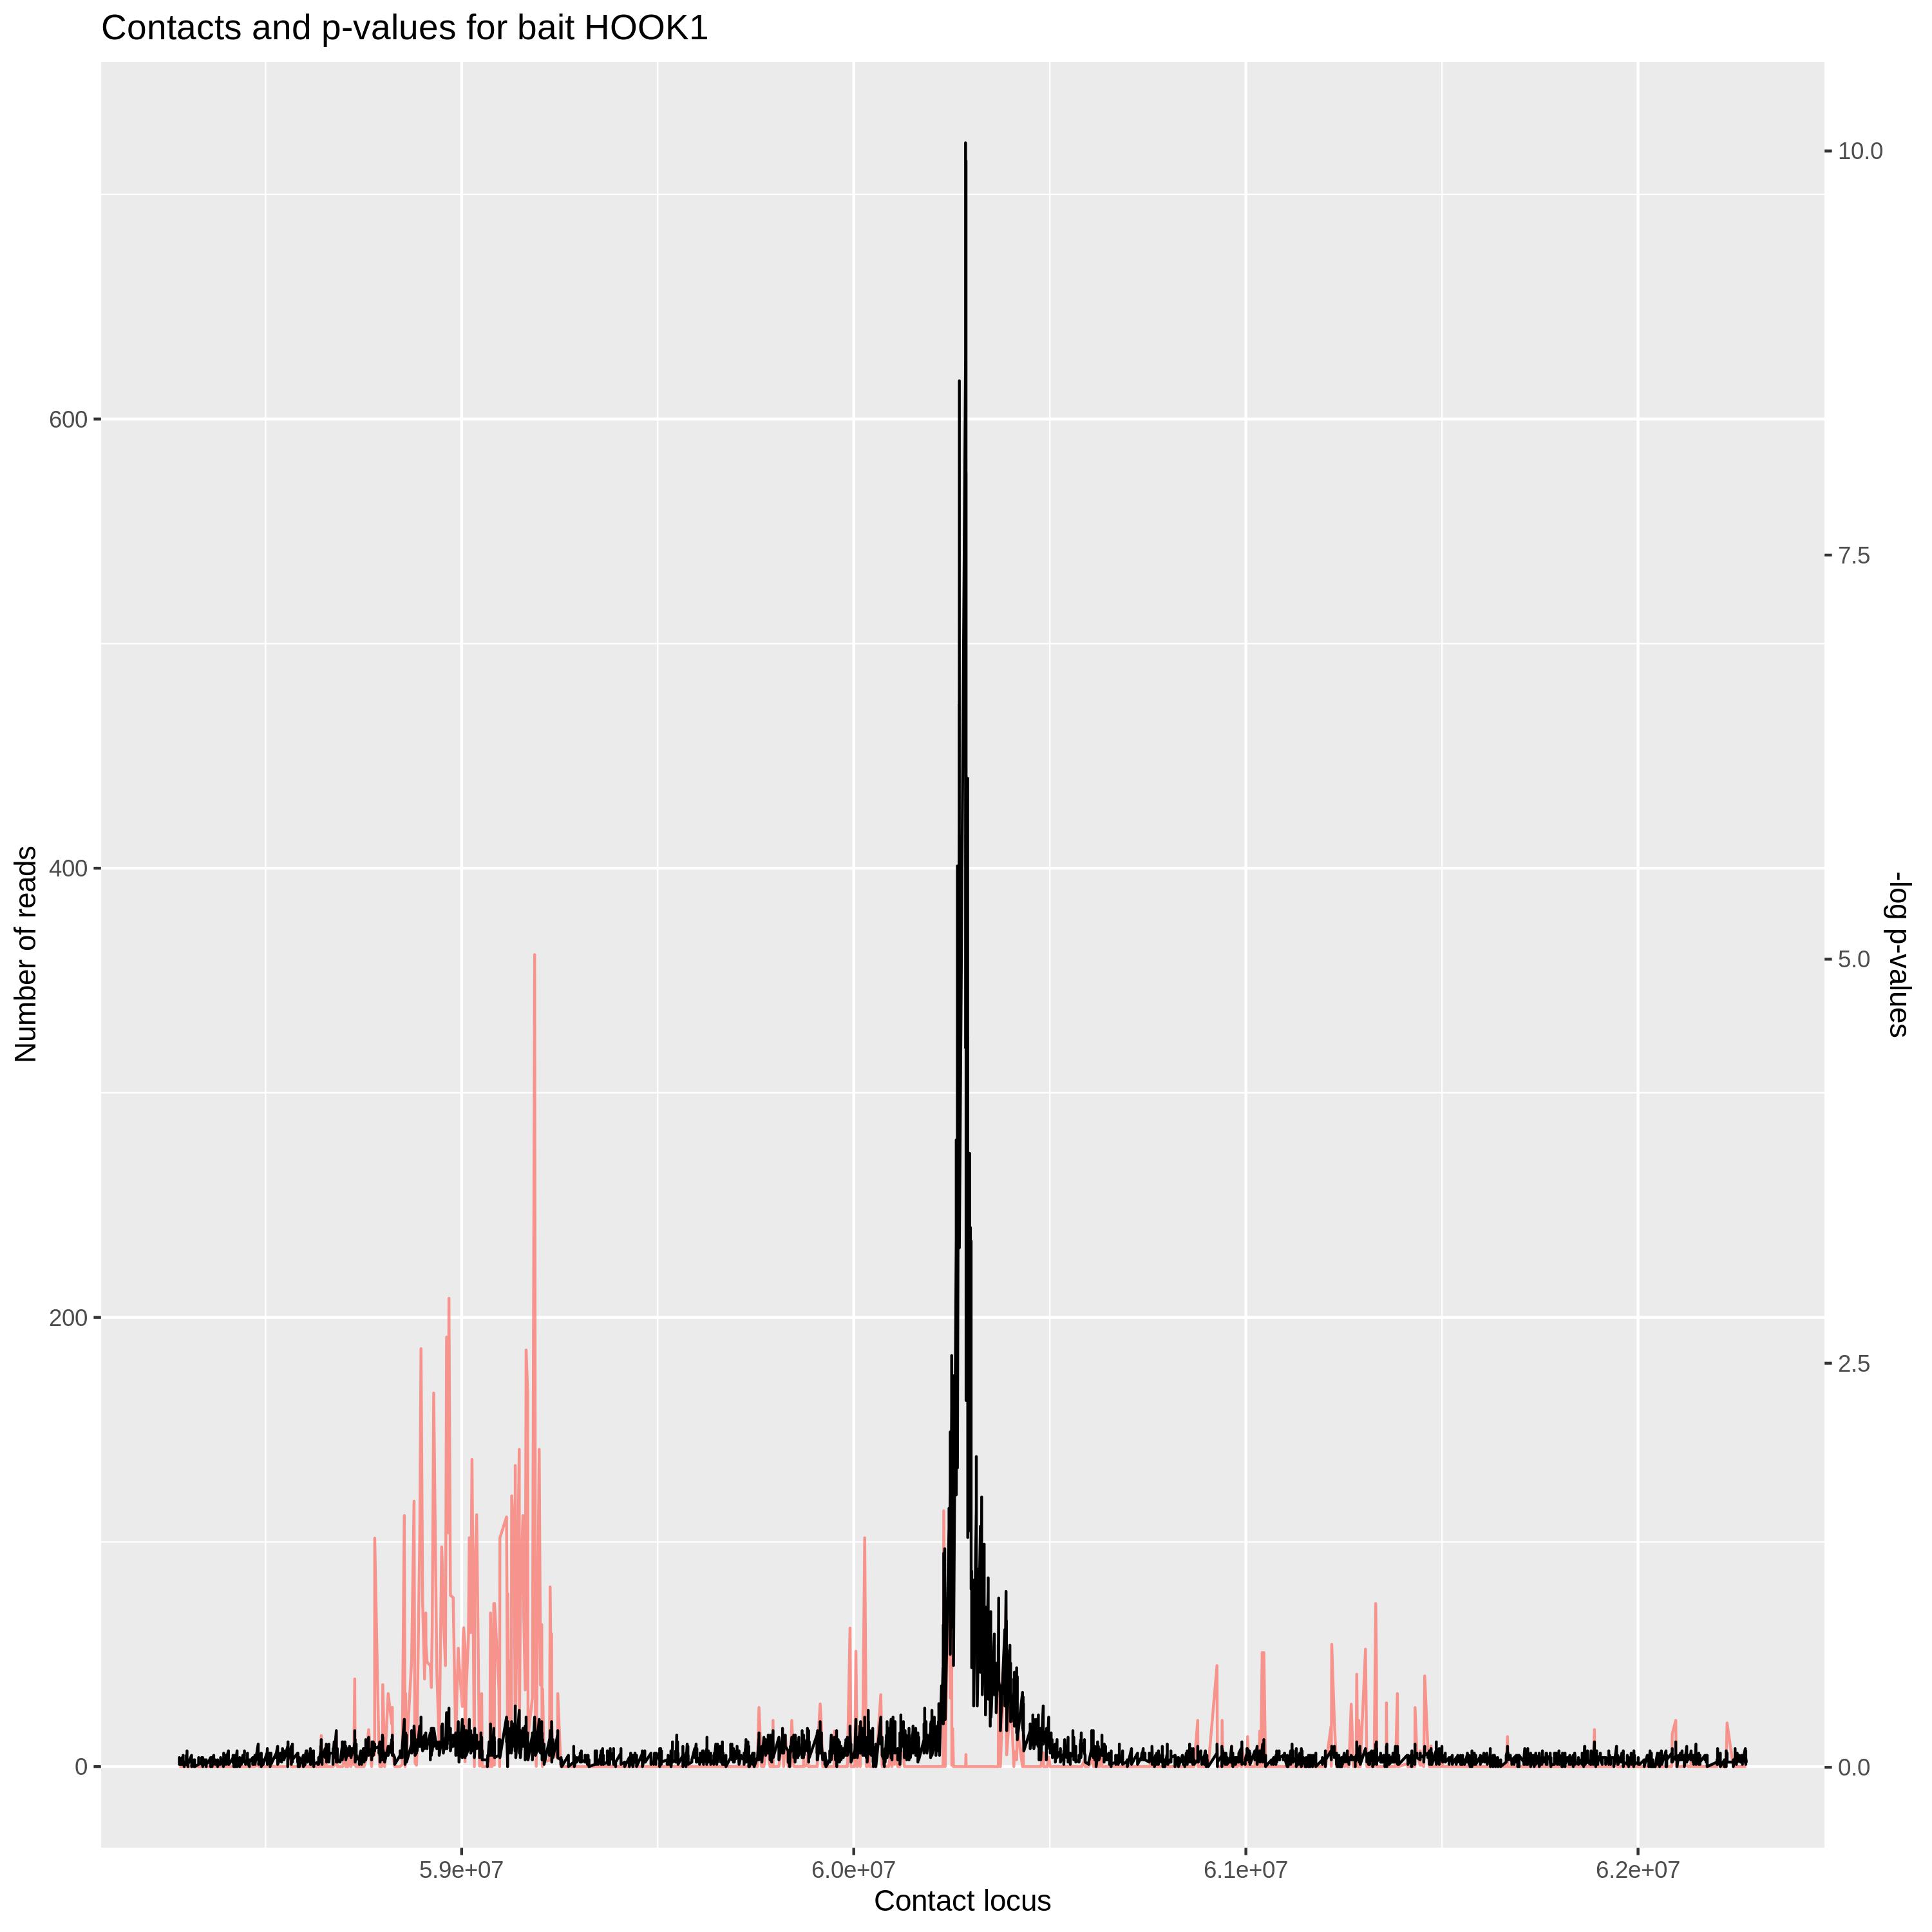 Contacts and p-values for bait HOOK1
Number of reads
600
400
200
0
10.0
7.5
5.0
2.5
0.0
-log p-values
5.9e+07
6.0e+07
6.1e+07
6.2e+07
Contact locus